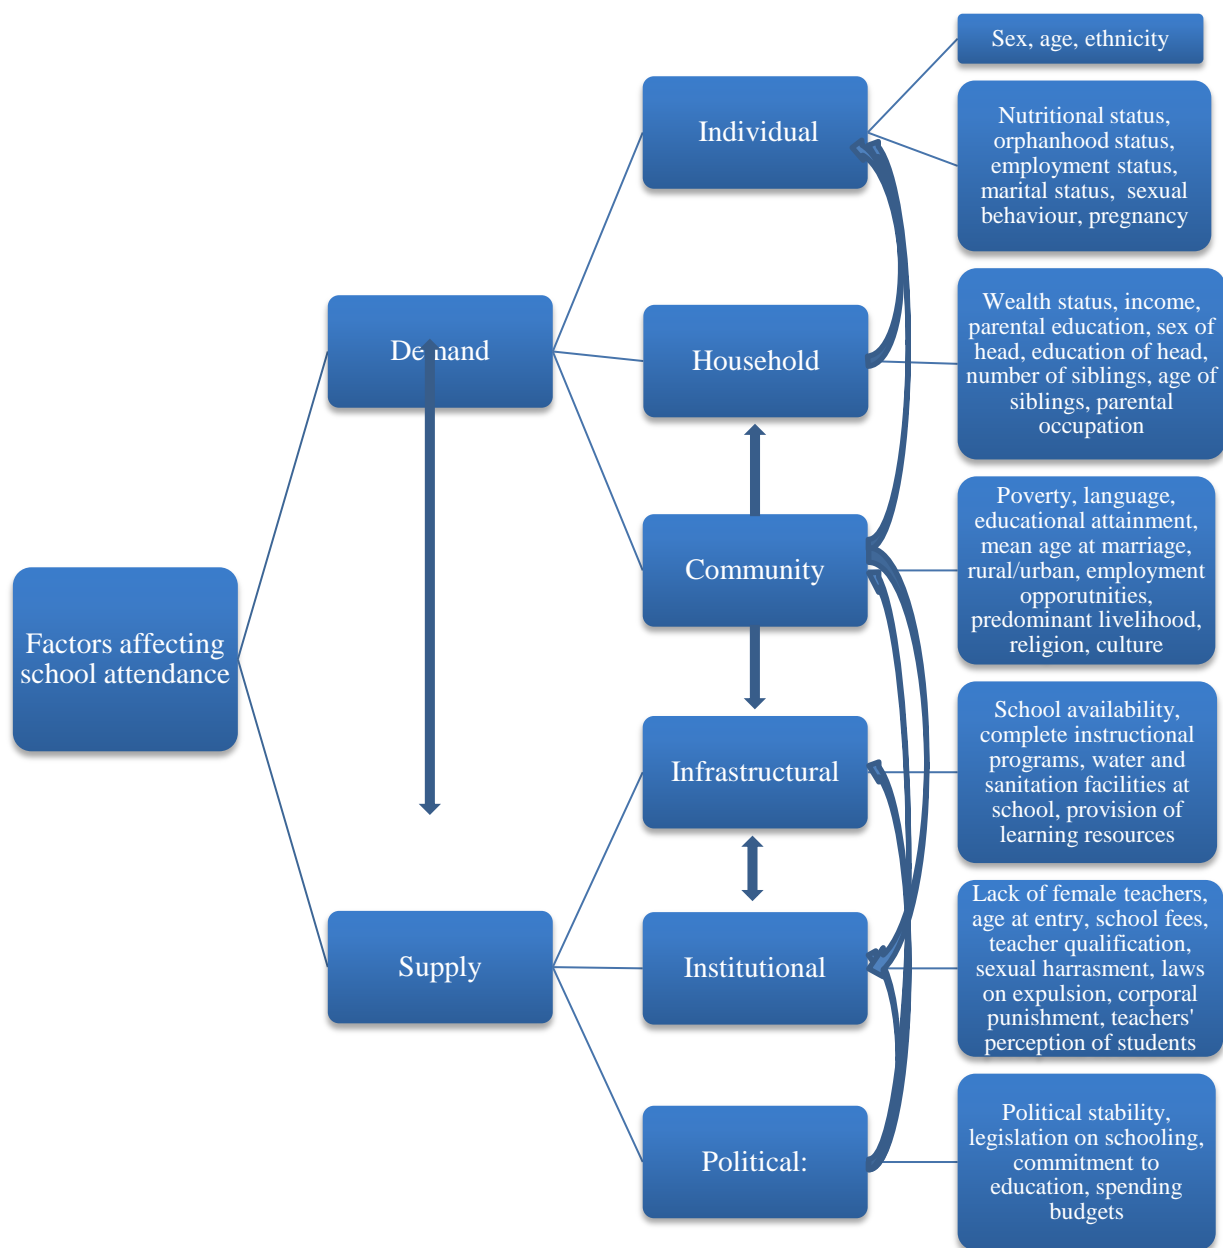 Factors affecting
school attendance
Demand
Supply
Individual
Household
Community
Infrastructural
Institutional
Political:
Sex, age, ethnicity
Nutritional status,
orphanhood status,
employment status,
marital status, sexual
behaviour, pregnancy
Wealth status, income,
parental education, sex of
head, education of head,
number of siblings, age of
siblings, parental
occupation
Poverty, language,
educational attainment,
mean age at marriage,
rural/urban, employment
opporutnities,
predominant livelihood,
religion, culture
School availability,
complete instructional
programs, water and
sanitation facilities at
school, provision of
learning resources
Lack of female teachers,
age at entry, school fees,
teacher qualification,
sexual harrasment, laws
on expulsion, corporal
punishment, teachers'
perception of students
Political stability,
legislation on schooling,
commitment to
education, spending
budgets